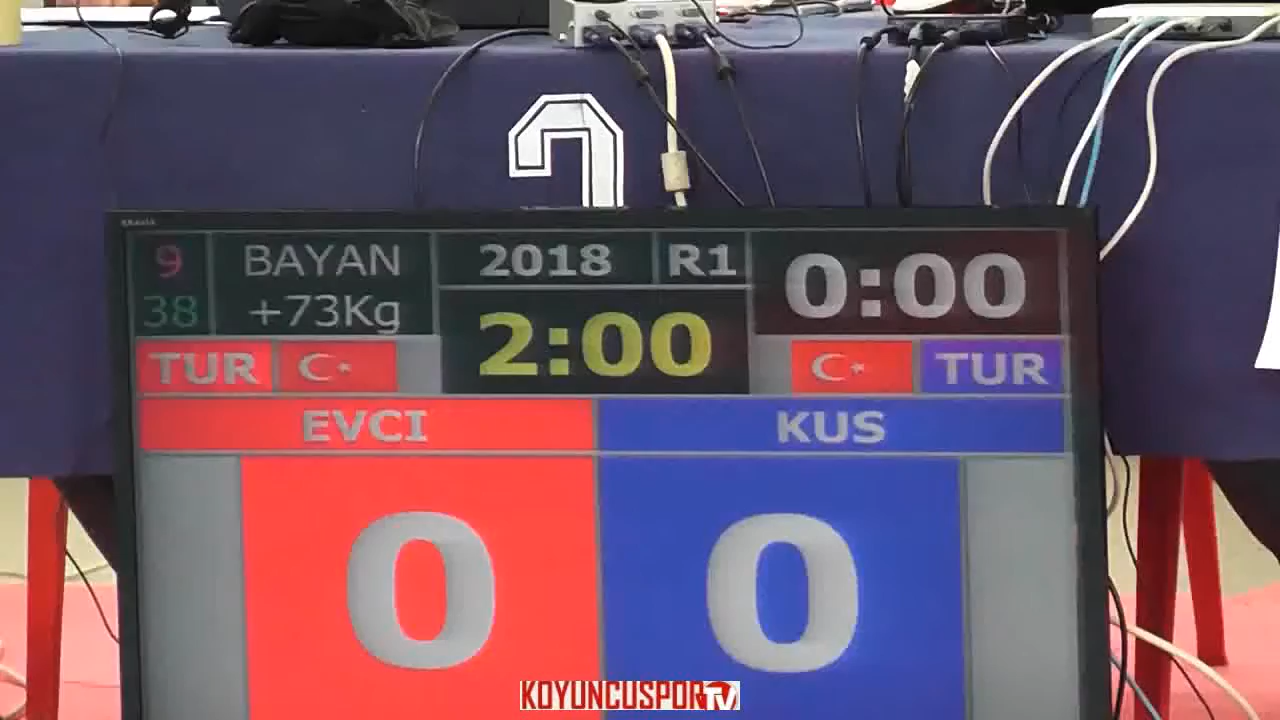 9
BAYAN
2018
R1
0:00
38
+73Kg
2:00
TUR
TUR
EVCI
KUS
0
0
KOYUNCUSPORTV